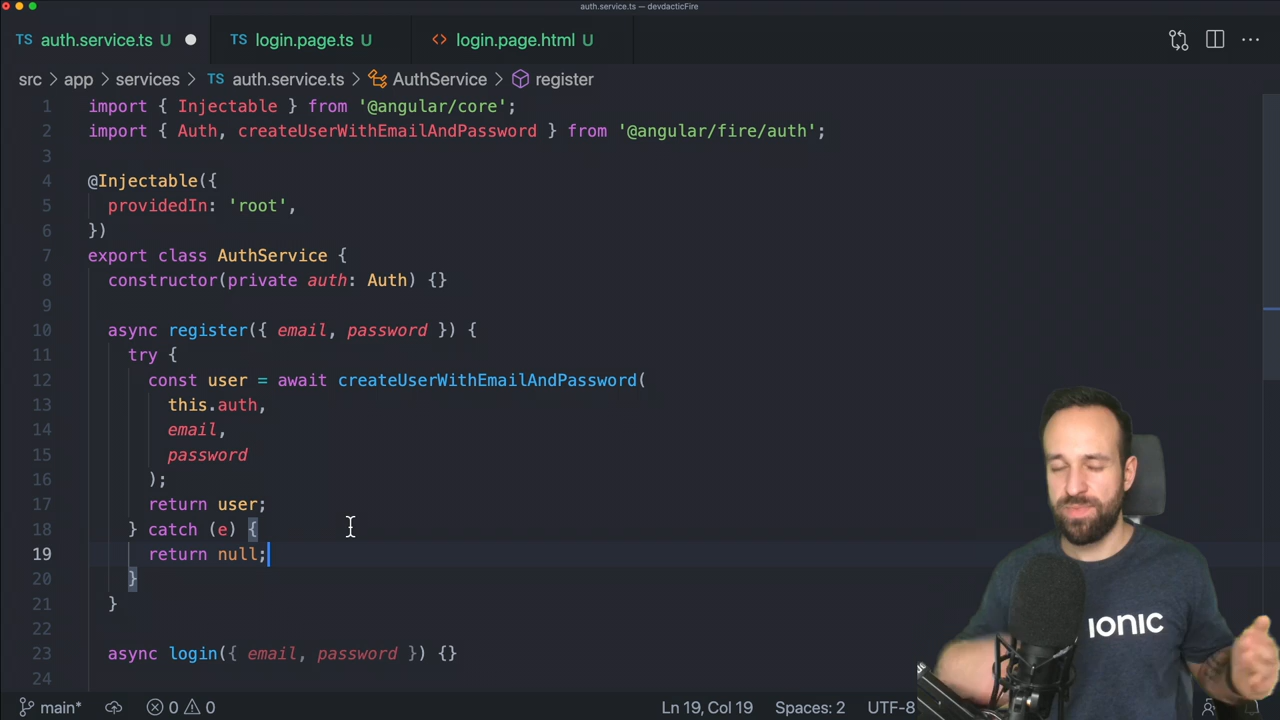 auth.service.ts — devdacticFire
TS auth.service.ts U ● TS login.page.ts U <> login.page.html U ...
src > app > services > TS auth.service.ts > AuthService > register
1 import { Injectable } from '@angular/core';
2 import { Auth, createUserWithEmailAndPassword } from '@angular/fire/auth';
3
4 @Injectable({
5 providedIn: 'root',
6 })
7 export class AuthService {
8 constructor(private auth: Auth) {}
9
10 async register({ email, password }) {
11 try {
12 const user = await createUserWithEmailAndPassword(
13 this.auth,
14 email,
15 password
16 );
17 return user;
18 } catch (e) {
19 return null;
20 }
21 }
22
23 async login({ email, password }) {}
24
IONIC
main* 0 0 Ln 19, Col 19 Spaces: 2 UTF-8